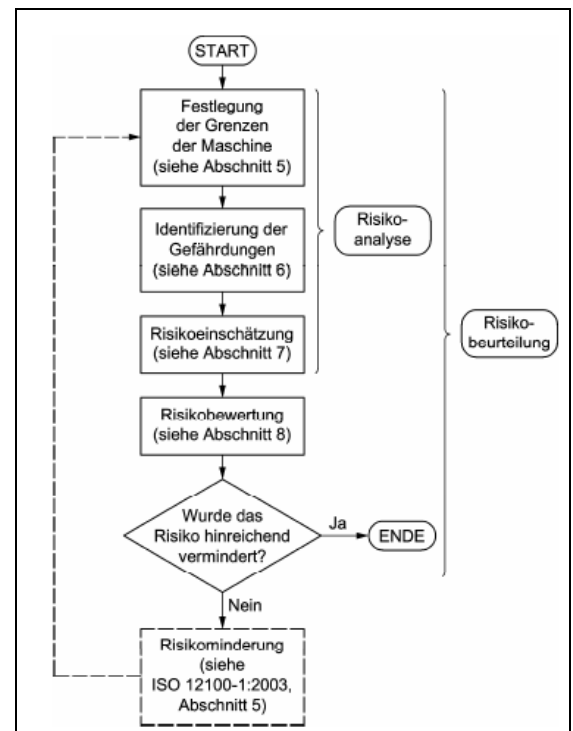 START
Festlegung
der Grenzen
der Maschine
(siehe Abschnitt 5)
Identifizierung der
Gefährdungen
(siehe Abschnitt 6)
Risiko-
analyse
Risikoeinschätzung
(siehe Abschnitt 7)
Risiko-
beurteilung
Risikobewertung
(siehe Abschnitt 8)
Wurde das
Risiko hinreichend
vermindert?
Ja
ENDE
Nein
Risikominderung
(siehe
ISO 12100-1:2003,
Abschnitt 5)